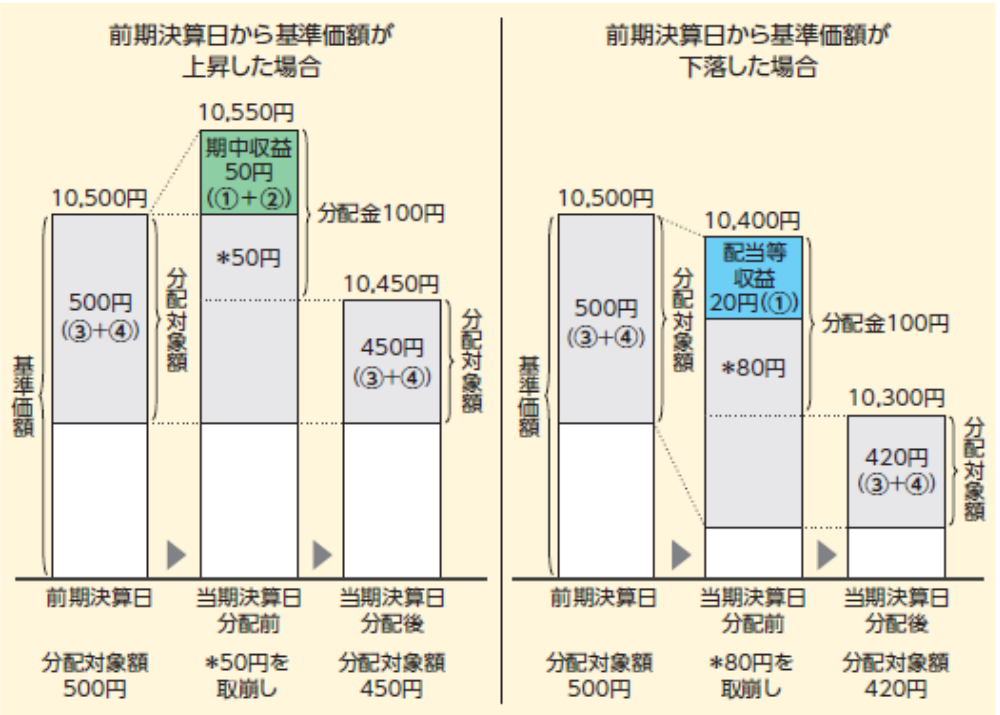 前期決算日から基準価額が
上昇した場合
10,550円
期中収益
50円
(①+②)
10,500円
分配金100円
*50円
10,450円
500円
(③+④)
分配対象額
450円
(③+④)
分配対象額
基準価額
前期決算日
当期決算日
分配前
当期決算日
分配後
分配対象額
500円
*50円を
取崩し
分配対象額
450円
前期決算日から基準価額が
下落した場合
10,500円
10,400円
配当等
収益
20円(①)
500円
(③+④)
分配対象額
分配金100円
*80円
10,300円
基準価額
420円
(③+④)
分配対象額
前期決算日
当期決算日
分配前
当期決算日
分配後
分配対象額
500円
*80円を
取崩し
分配対象額
420円